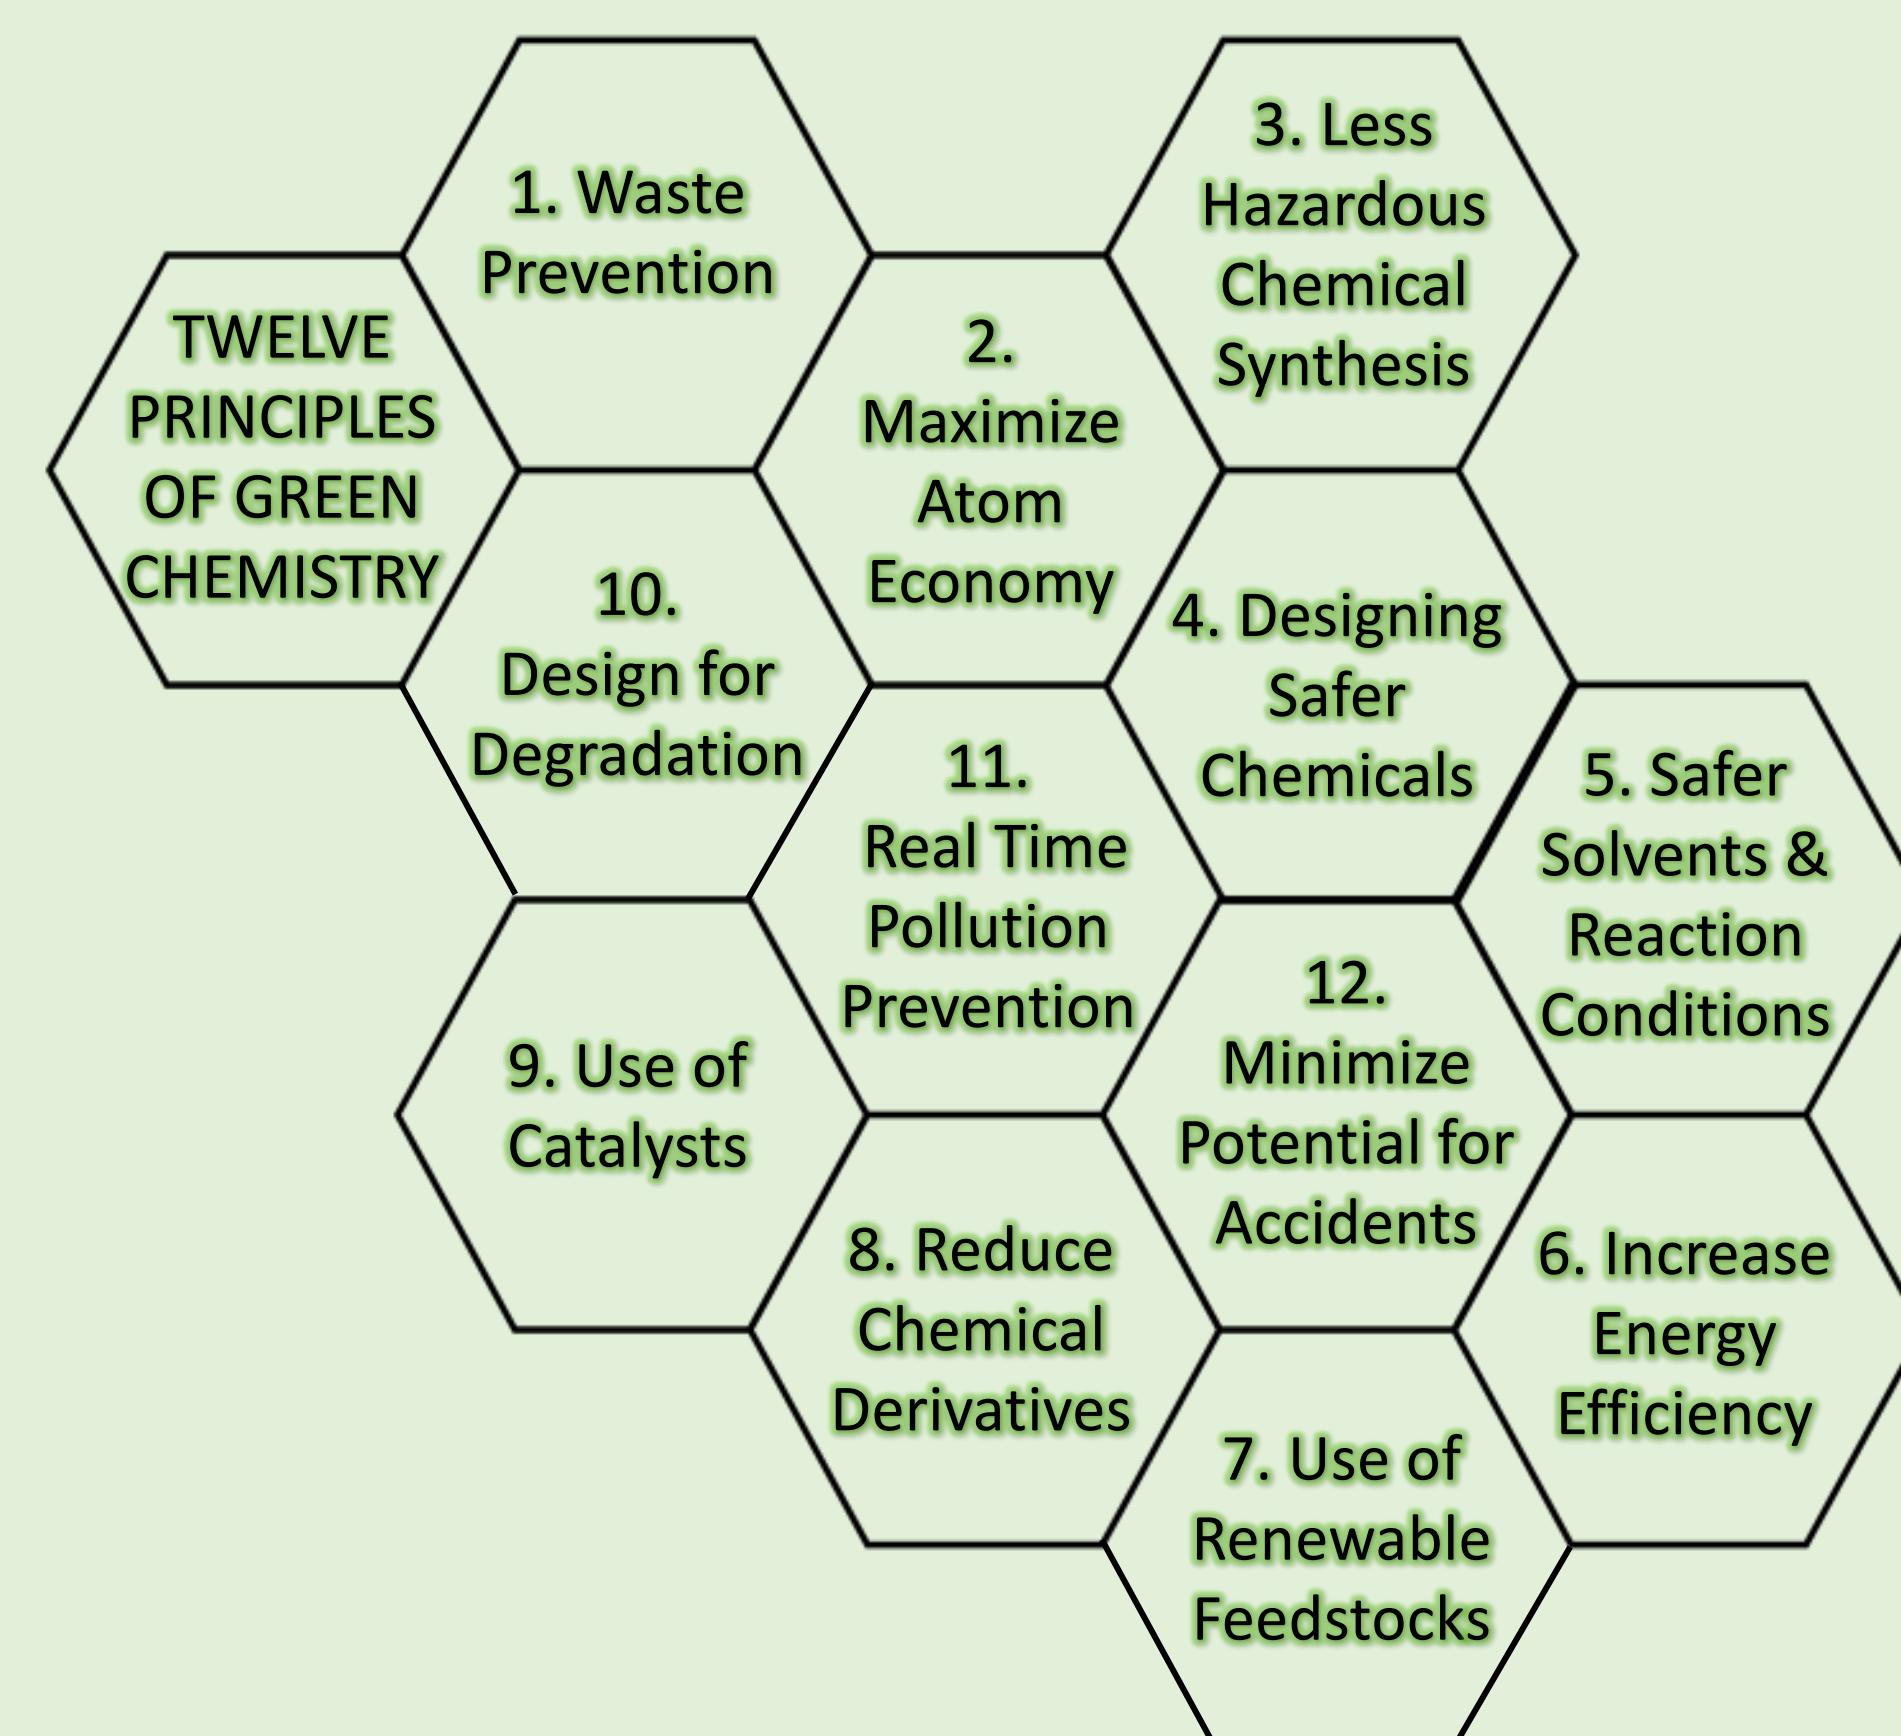 TWELVE
PRINCIPLES
OF GREEN
CHEMISTRY
1. Waste
Prevention
2.
Maximize
Atom
Economy
3. Less
Hazardous
Chemical
Synthesis
4. Designing
Safer
Chemicals
5. Safer
Solvents &
Reaction
Conditions
6. Increase
Energy
Efficiency
7. Use of
Renewable
Feedstocks
8. Reduce
Chemical
Derivatives
9. Use of
Catalysts
10.
Design for
Degradation
11.
Real Time
Pollution
Prevention
12.
Minimize
Potential for
Accidents